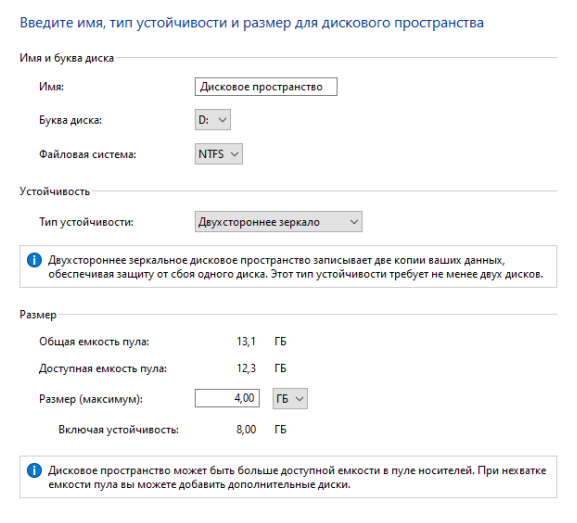 Введите имя, тип устойчивости и размер для дискового пространства
Имя и буква диска
Имя: Дисковое пространство
Буква диска: D:
Файловая система: NTFS
Устойчивость
Тип устойчивости: Двухстороннее зеркало
Двухстороннее зеркальное дисковое пространство записывает две копии ваших данных,
обеспечивая защиту от сбоя одного диска. Этот тип устойчивости требует не менее двух дисков.
Размер
Общая емкость пула: 13,1 ГБ
Доступная емкость пула: 12,3 ГБ
Размер (максимум): 4,00 ГБ
Включая устойчивость: 8,00 ГБ
Дисковое пространство может быть больше доступной емкости в пуле носителей. При нехватке
емкости пула вы можете добавить дополнительные диски.